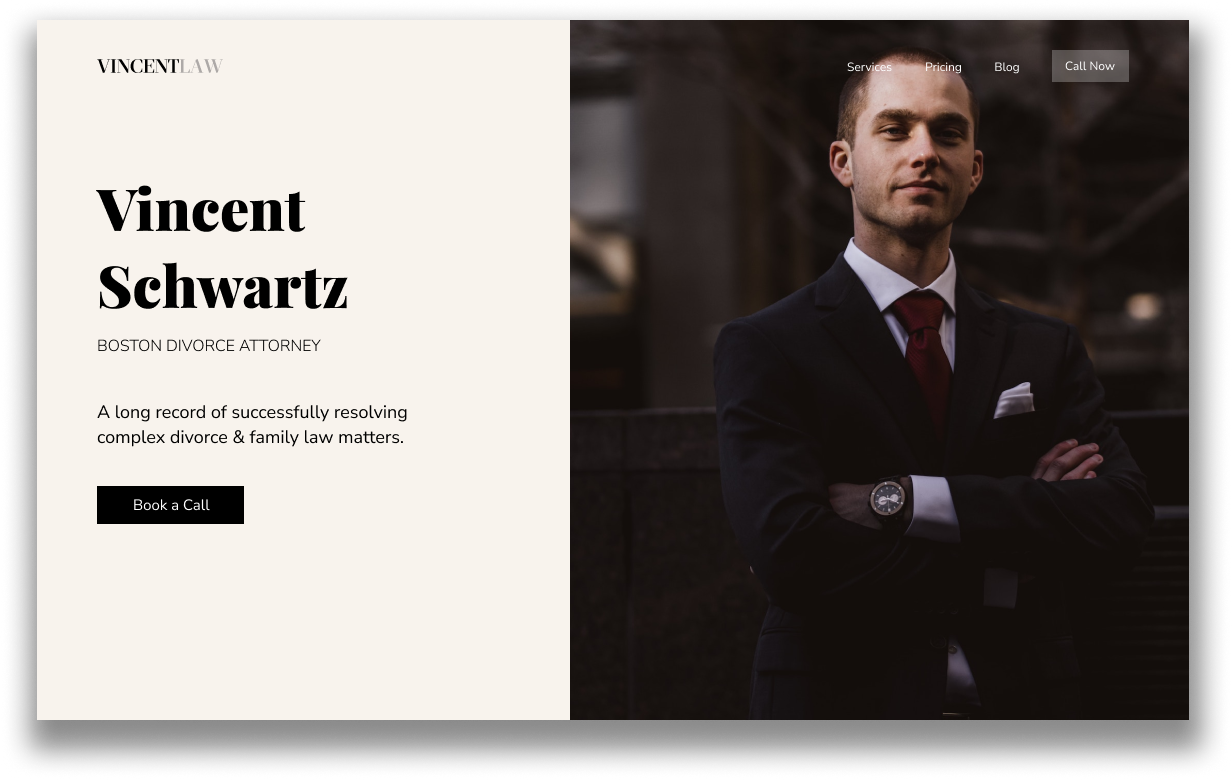 VINCENTLAW
Services
Pricing
Blog
Call Now
Vincent
Schwartz
BOSTON DIVORCE ATTORNEY
A long record of successfully resolving
complex divorce & family law matters.
Book a Call